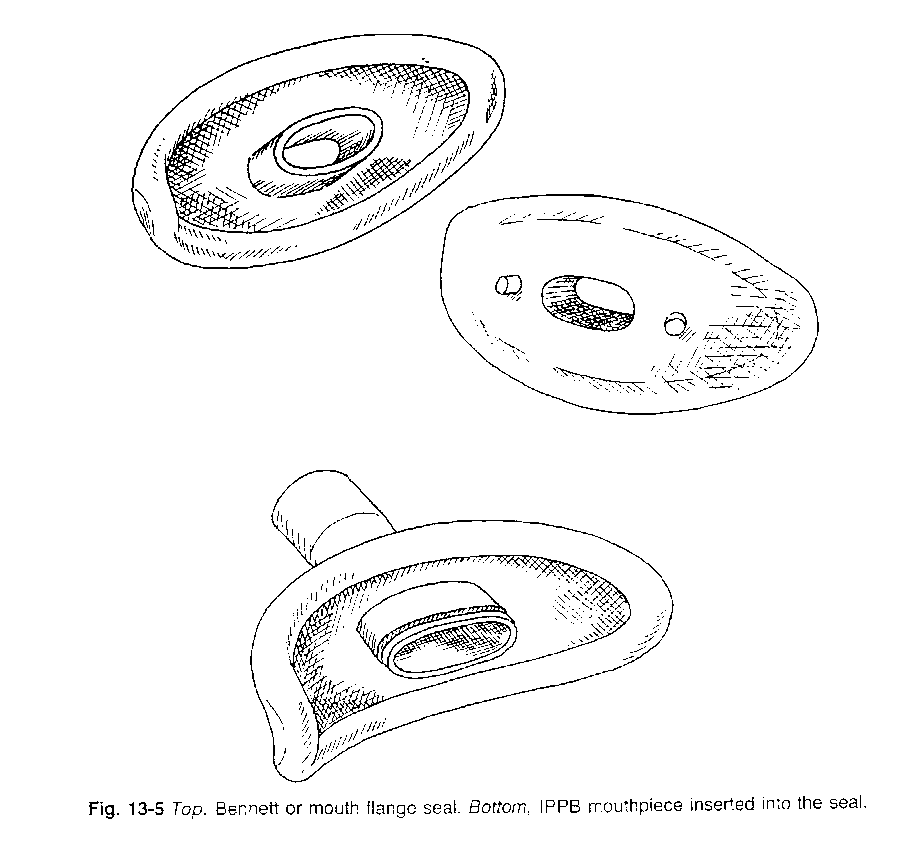 Fig. 13-5 Top. Bennett or mouth flange seal. Bottom, IPPB mouthpiece inserted into the seal.